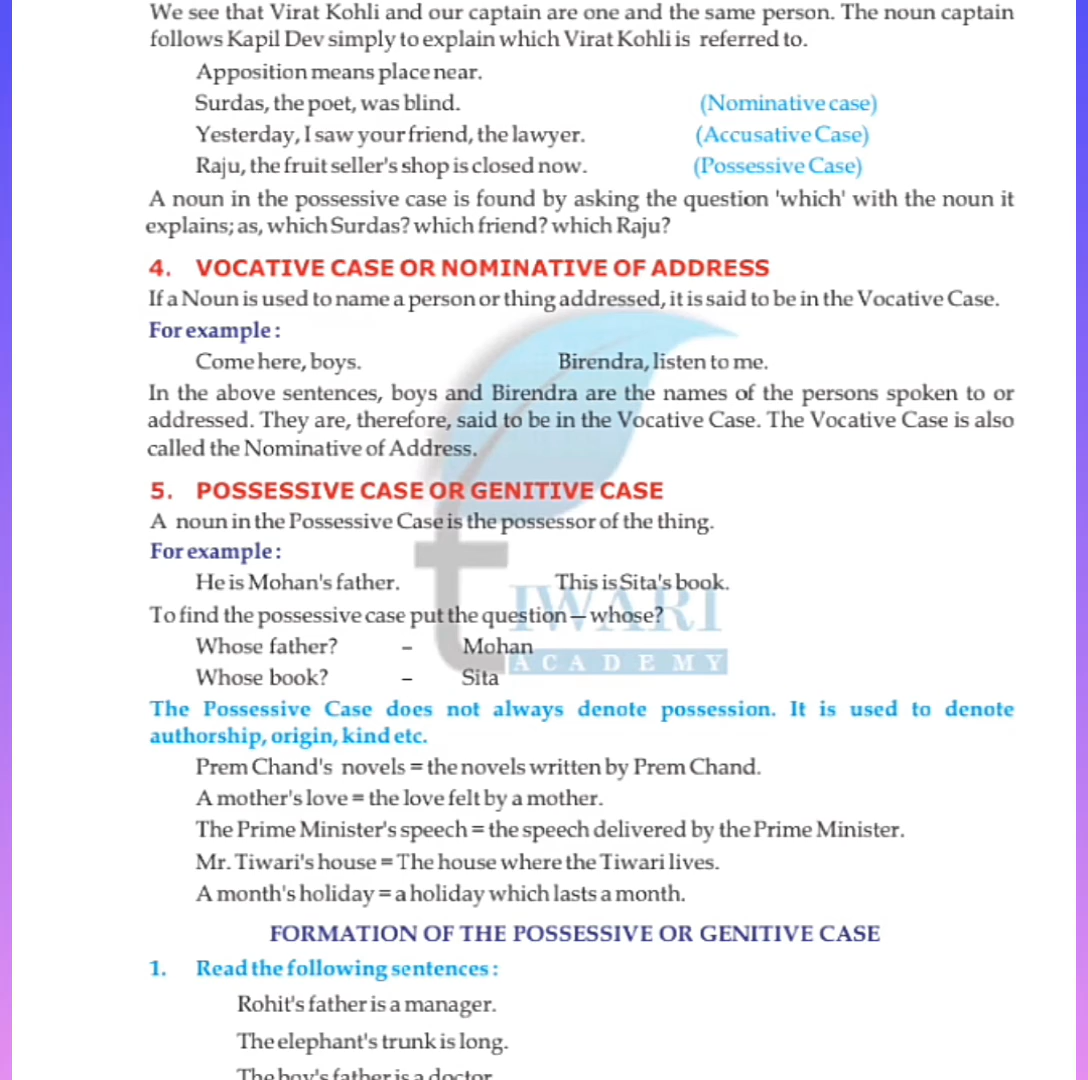 We see that Virat Kohli and our captain are one and the same person. The noun captain
follows Kapil Dev simply to explain which Virat Kohli is referred to.
Apposition means place near.
Surdas, the poet, was blind. (Nominative case)
Yesterday, I saw your friend, the lawyer. (Accusative Case)
Raju, the fruit seller's shop is closed now. (Possessive Case)
A noun in the possessive case is found by asking the question 'which' with the noun it
explains; as, which Surdas? which friend? which Raju?
4. VOCATIVE CASE OR NOMINATIVE OF ADDRESS
If a Noun is used to name a person or thing addressed, it is said to be in the Vocative Case.
For example :
Come here, boys. Birendra, listen to me.
In the above sentences, boys and Birendra are the names of the persons spoken to or
addressed. They are, therefore, said to be in the Vocative Case. The Vocative Case is also
called the Nominative of Address.
5. POSSESSIVE CASE OR GENITIVE CASE
A noun in the Possessive Case is the possessor of the thing.
For example :
He is Mohan's father. This is Sita's book.
To find the possessive case put the question – whose?
Whose father? – Mohan
Whose book? – Sita
TIWARI
ACADEMY
The Possessive Case does not always denote possession. It is used to denote
authorship, origin, kind etc.
Prem Chand's novels = the novels written by Prem Chand.
A mother's love = the love felt by a mother.
The Prime Minister's speech = the speech delivered by the Prime Minister.
Mr. Tiwari's house = The house where the Tiwari lives.
A month's holiday = a holiday which lasts a month.
FORMATION OF THE POSSESSIVE OR GENITIVE CASE
1. Read the following sentences :
Rohit's father is a manager.
The elephant's trunk is long.
The boy's father is a doctor